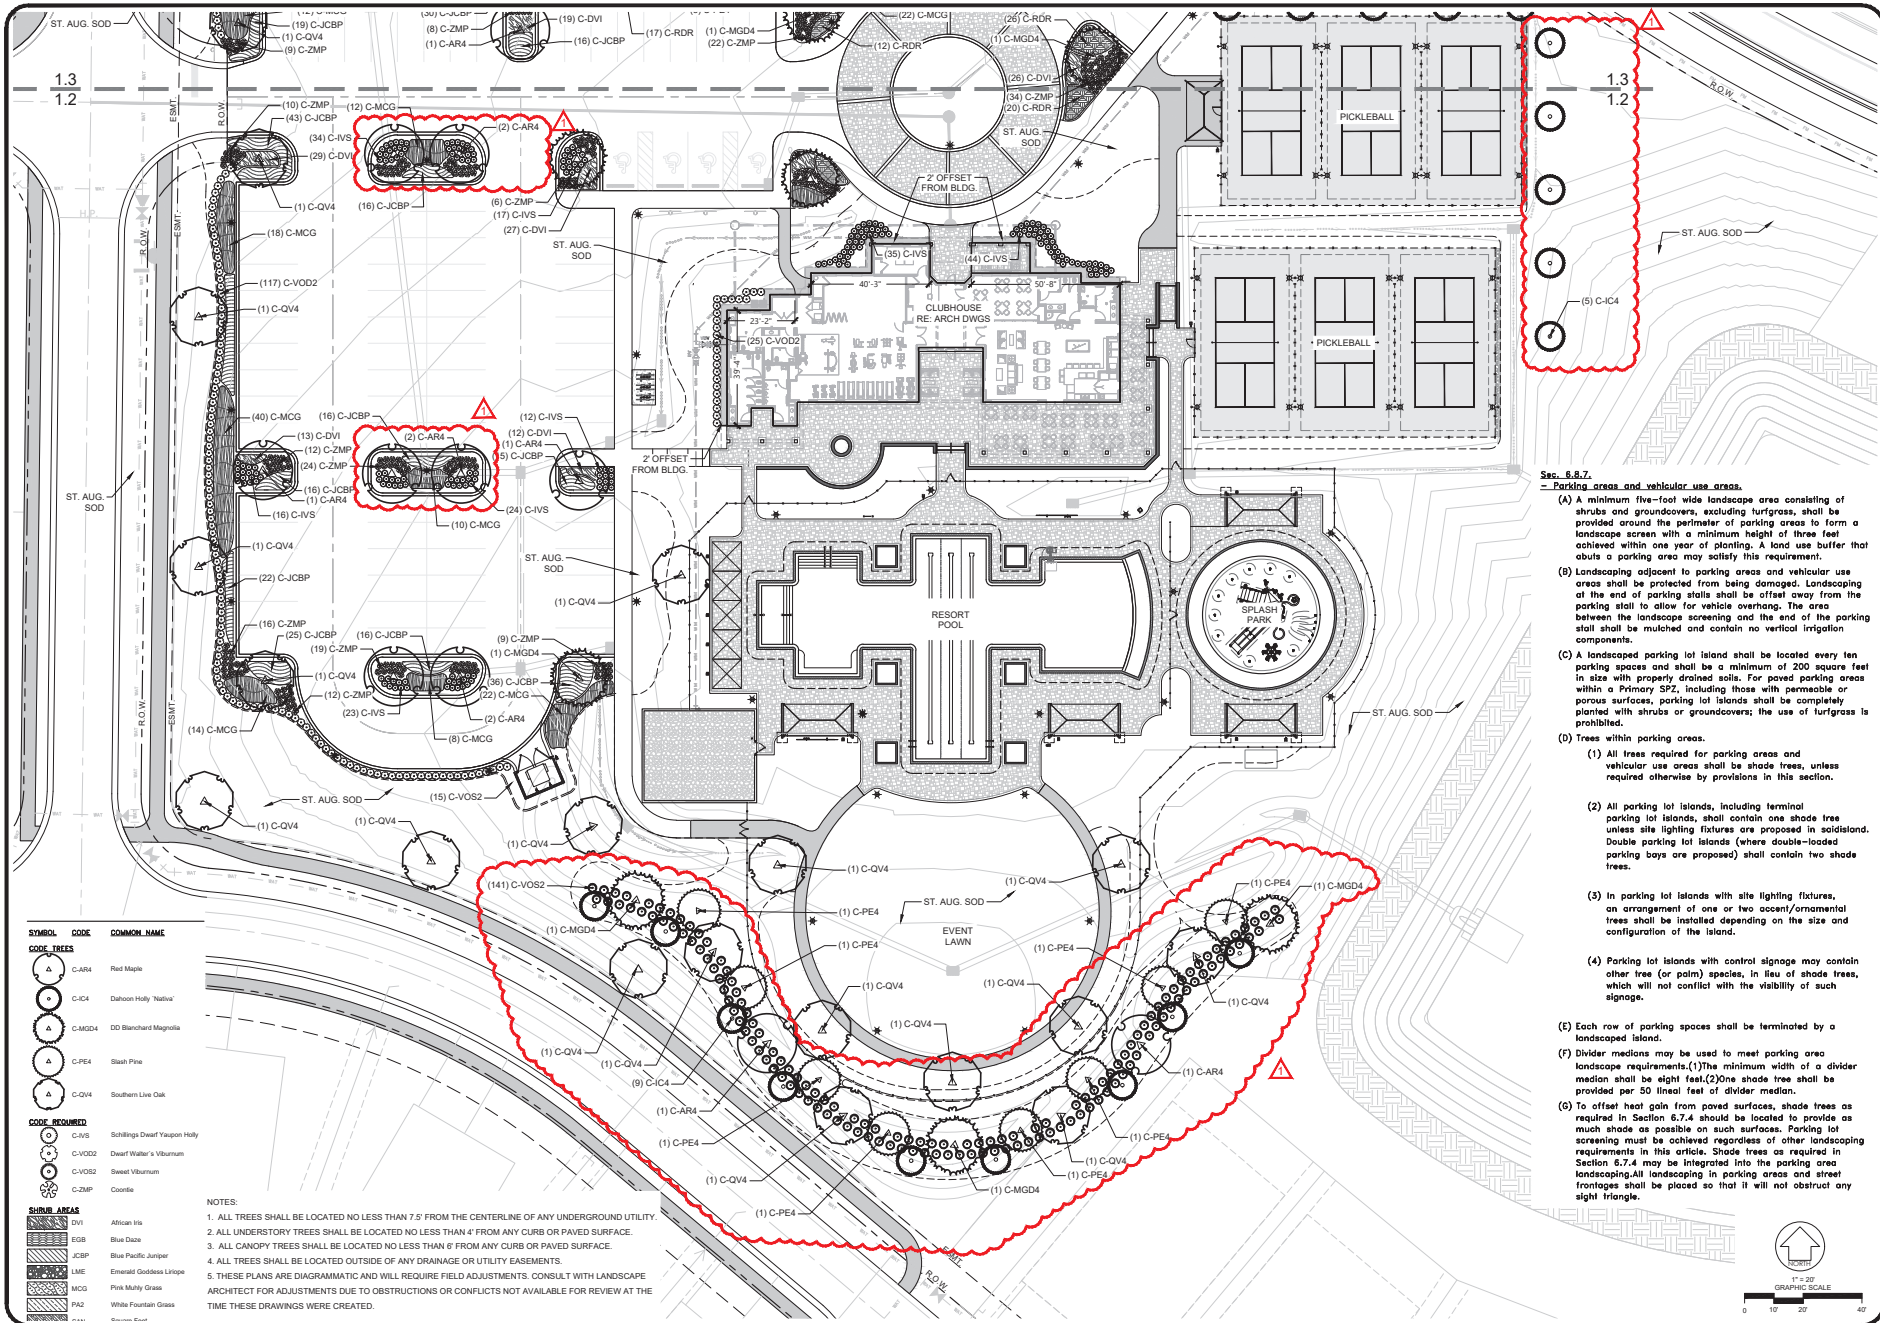 ST. AUG. SOD
(19) C-JCBP
(1) C-QV4
(9) C-ZMP
(30) C-JCBP
(8) C-ZMP
(1) C-AR4
(19) C-DVI
(16) C-JCBP
(17) C-RDR
(1) C-MGD4
(22) C-ZMP
(22) C-MCG
(12) C-RDR
(26) C-RDR
(1) C-MGD4
(26) C-DVI
(34) C-ZMP
(20) C-RDR
ST. AUG.
SOD
1
R.O.W
1.3
1.2
1.3
1.2
ESMT.
R.O.W.
PICKLEBALL
(10) C-ZMP
(43) C-JCBP
(12) C-MCG
(34) C-IVS
(29) C-DVI
(2) C-AR4
1
(1) C-QV4
(16) C-JCBP
(6) C-ZMP
(17) C-IVS
(27) C-DVI
(18) C-MCG
ST. AUG.
SOD
2' OFFSET
FROM BLDG.
H.P.
R.O.W.
ESMT.
(35) C-IVS
(44) C-IVS
40'-3"
50'-8"
ST. AUG. SOD
(117) C-VOD2
(1) C-QV4
CLUBHOUSE
RE: ARCH DWGS
23'-2"
(25) C-VOD2
39'-4"
(5) C-IC4
PICKLEBALL
1
(40) C-MCG
(16) C-JCBP
(2) C-AR4
(12) C-IVS
(12) C-DVI
(1) C-AR4
(15) C-JCBP
(13) C-DVI
(12) C-ZMP
(24) C-ZMP
(16) C-JCBP
(1) C-AR4
(16) C-IVS
(24) C-IVS
(10) C-MCG
2' OFFSET
FROM BLDG.
ST. AUG.
SOD
(1) C-QV4
(22) C-JCBP
ST. AUG.
SOD
(1) C-QV4
RESORT
POOL
SPLASH
PARK
(16) C-ZMP
(25) C-JCBP
(19) C-ZMP
(16) C-JCBP
(9) C-ZMP
(1) C-MGD4
(1) C-QV4
(12) C-ZMP
(36) C-JCBP
(22) C-MCG
(23) C-IVS
(2) C-AR4
(14) C-MCG
(8) C-MCG
R.O.W.
ESMT.
ST. AUG. SOD
ST. AUG. SOD
(15) C-VOS2
(1) C-QV4
(1) C-QV4
(1) C-QV4
(1) C-QV4
(1) C-QV4
(141) C-VOS2
(1) C-MGD4
(1) C-PE4
(1) C-PE4
ST. AUG. SOD
EVENT
LAWN
(1) C-PE4
(1) C-PE4
(1) C-MGD4
(1) C-QV4
(1) C-QV4
(1) C-QV4
(1) C-QV4
(1) C-QV4
(1) C-QV4
(9) C-IC4
(1) C-AR4
(1) C-AR4
1
(1) C-PE4
(1) C-PE4
(1) C-QV4
(1) C-PE4
(1) C-QV4
(1) C-MGD4
(1) C-PE4
ESMT.
R.O.W.
Sec. 6.8.7.
- Parking areas and vehicular use areas.
(A) A minimum five-foot wide landscape area consisting of
shrubs and groundcovers, excluding turfgrass, shall be
provided around the perimeter of parking areas to form a
landscape screen with a minimum height of three feet
achieved within one year of planting. A land use buffer that
abuts a parking area may satisfy this requirement.
(B) Landscaping adjacent to parking areas and vehicular use
areas shall be protected from being damaged. Landscaping
at the end of parking stalls shall be offset away from the
parking stall to allow for vehicle overhang. The area
between the landscape screening and the end of the parking
stall shall be mulched and contain no vertical irrigation
components.
(C) A landscaped parking lot island shall be located every ten
parking spaces and shall be a minimum of 200 square feet
in size with properly drained soils. For paved parking areas
within a Primary SPZ, including those with permeable or
porous surfaces, parking lot islands shall be completely
planted with shrubs or groundcovers; the use of turfgrass is
prohibited.
(D) Trees within parking areas.
(1) All trees required for parking areas and
vehicular use areas shall be shade trees, unless
required otherwise by provisions in this section.
(2) All parking lot islands, including terminal
parking lot islands, shall contain one shade tree
unless site lighting fixtures are proposed in saidisland.
Double parking lot islands (where double-loaded
parking bays are proposed) shall contain two shade
trees.
(3) In parking lot islands with site lighting fixtures,
an arrangement of one or two accent/ornamental
trees shall be installed depending on the size and
configuration of the island.
(4) Parking lot islands with control signage may contain
other tree (or palm) species, in lieu of shade trees,
which will not conflict with the visibility of such
signage.
(E) Each row of parking spaces shall be terminated by a
landscaped island.
(F) Divider medians may be used to meet parking area
landscape requirements.(1)The minimum width of a divider
median shall be eight feet.(2)One shade tree shall be
provided per 50 lineal feet of divider median.
(G) To offset heat gain from paved surfaces, shade trees as
required in Section 6.7.4 should be located to provide as
much shade as possible on such surfaces. Parking lot
screening must be achieved regardless of other landscaping
requirements in this article. Shade trees as required in
Section 6.7.4 may be integrated into the parking area
landscaping.All landscaping in parking areas and street
frontages shall be placed so that it will not obstruct any
sight triangle.
SYMBOL CODE COMMON NAME
CODE TREES
C-AR4 Red Maple
C-IC4 Dahoon Holly 'Nativa'
C-MGD4 DD Blanchard Magnolia
C-PE4 Slash Pine
C-QV4 Southern Live Oak
CODE REQUIRED
C-IVS Schillings Dwarf Yaupon Holly
C-VOD2 Dwarf Walter's Viburnum
C-VOS2 Sweet Viburnum
C-ZMP Coontie
SHRUB AREAS
DVI African Iris
EGB Blue Daze
JCBP Blue Pacific Juniper
LME Emerald Goddess Liriope
MCG Pink Muhly Grass
PA2 White Fountain Grass
NOTES:
1. ALL TREES SHALL BE LOCATED NO LESS THAN 7.5' FROM THE CENTERLINE OF ANY UNDERGROUND UTILITY.
2. ALL UNDERSTORY TREES SHALL BE LOCATED NO LESS THAN 4' FROM ANY CURB OR PAVED SURFACE.
3. ALL CANOPY TREES SHALL BE LOCATED NO LESS THAN 6' FROM ANY CURB OR PAVED SURFACE.
4. ALL TREES SHALL BE LOCATED OUTSIDE OF ANY DRAINAGE OR UTILITY EASEMENTS.
5. THESE PLANS ARE DIAGRAMMATIC AND WILL REQUIRE FIELD ADJUSTMENTS. CONSULT WITH LANDSCAPE
ARCHITECT FOR ADJUSTMENTS DUE TO OBSTRUCTIONS OR CONFLICTS NOT AVAILABLE FOR REVIEW AT THE
TIME THESE DRAWINGS WERE CREATED.
NORTH
1" = 20'
GRAPHIC SCALE
0 10' 20' 40'